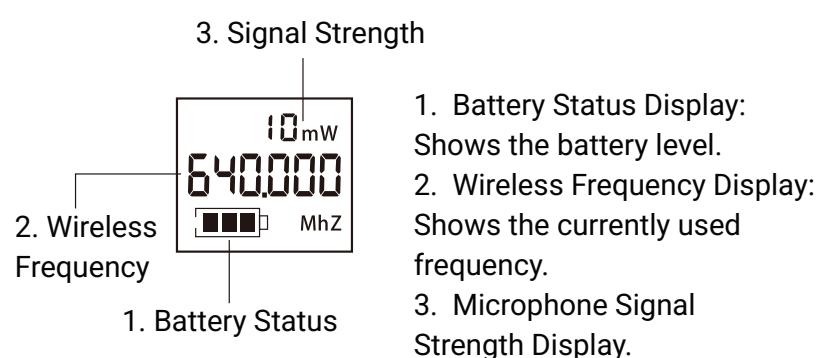 3. Signal Strength
10mW
640.000
MhZ
2. Wireless
Frequency
1. Battery Status
1. Battery Status Display:
Shows the battery level.
2. Wireless Frequency Display:
Shows the currently used
frequency.
3. Microphone Signal
Strength Display.